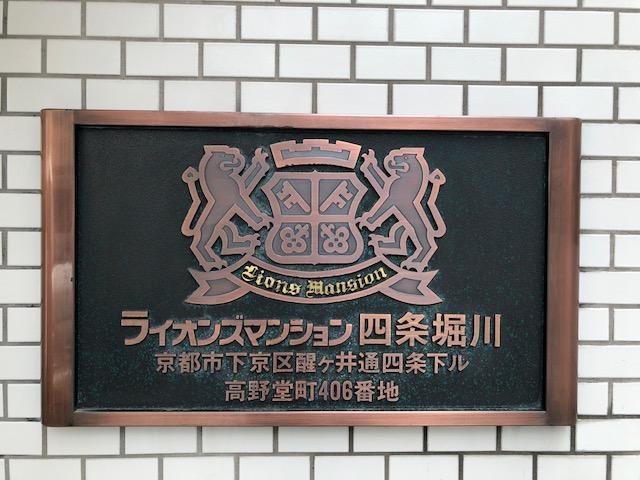 Lions Mansion
ライオンズマンション 四条堀川
京都市下京区醒ヶ井通四条下ル
高野堂町406番地